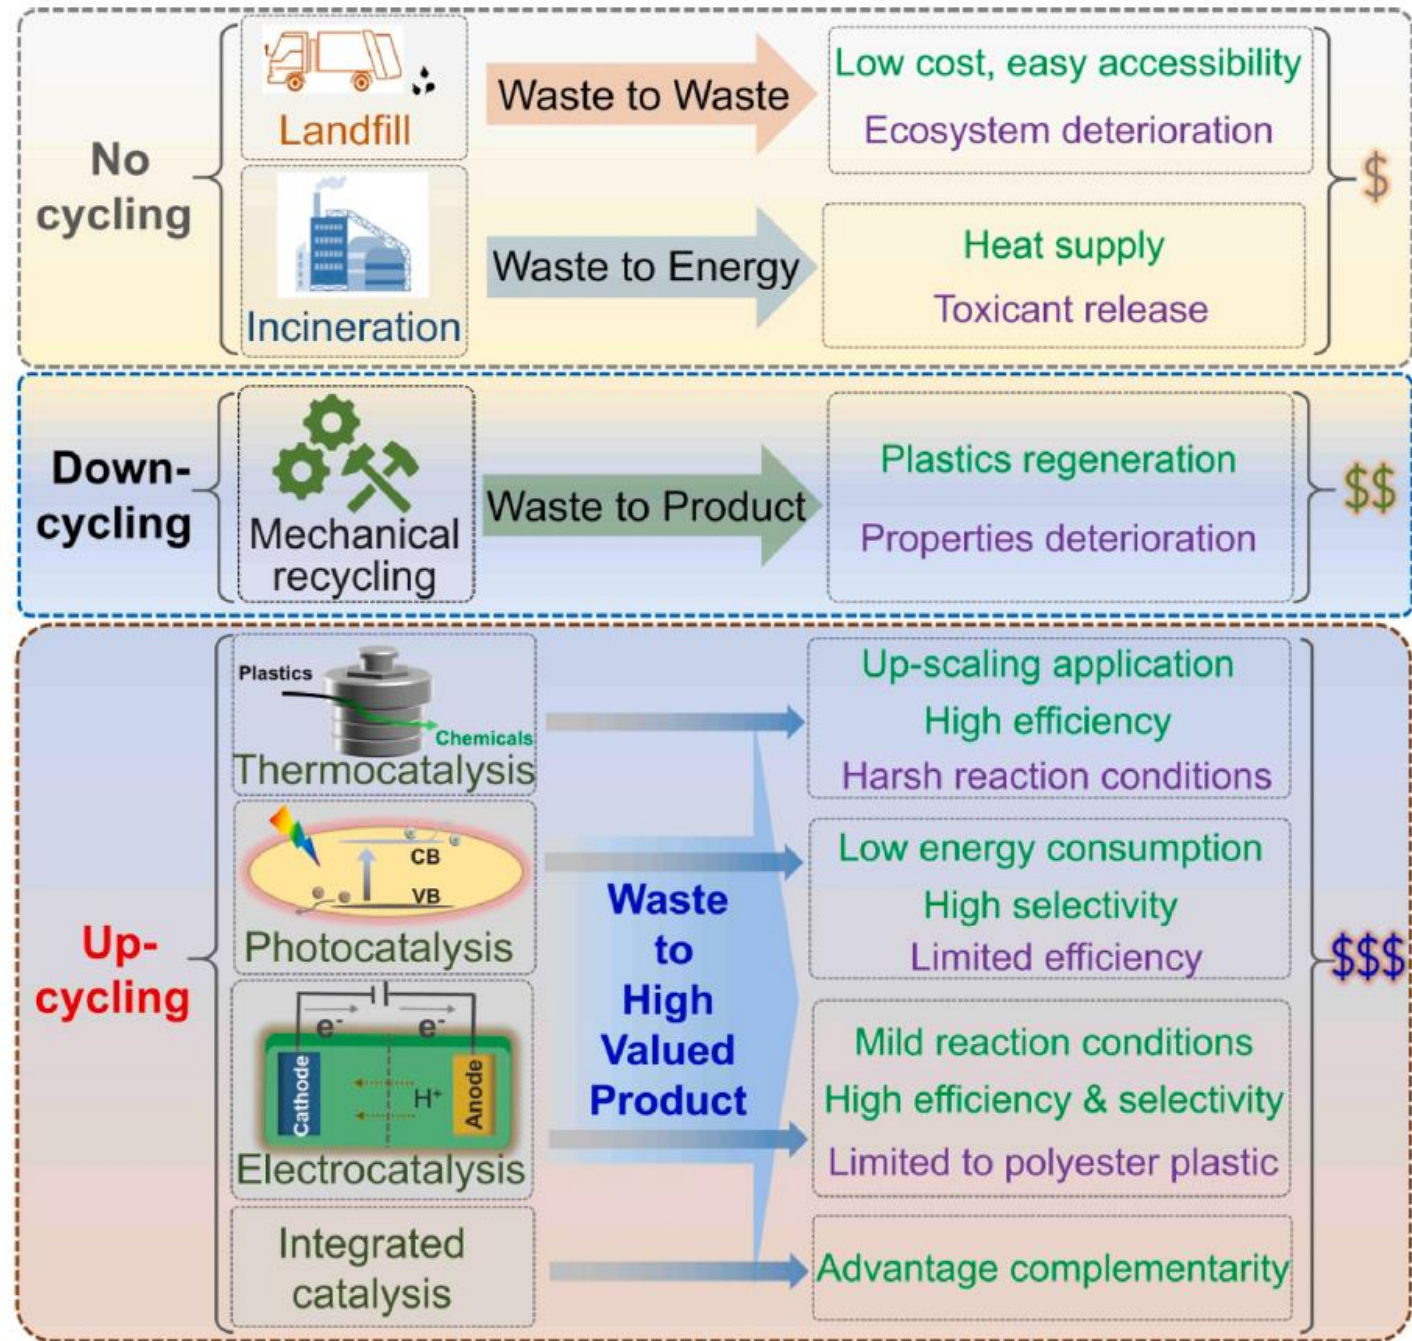 No
cycling
Landfill
Waste to Waste
Low cost, easy accessibility
Ecosystem deterioration
Incineration
Waste to Energy
Heat supply
Toxicant release
$
Down-
cycling
Mechanical
recycling
Waste to Product
Plastics regeneration
Properties deterioration
$$
Up-
cycling
Plastics
Chemicals
Thermocatalysis
Up-scaling application
High efficiency
Harsh reaction conditions
CB
VB
Photocatalysis
Low energy consumption
High selectivity
Limited efficiency
Waste
to
High
Valued
Product
e- e-
Cathode
H+
Anode
Electrocatalysis
Mild reaction conditions
High efficiency & selectivity
Limited to polyester plastic
Integrated
catalysis
Advantage complementarity
$$$